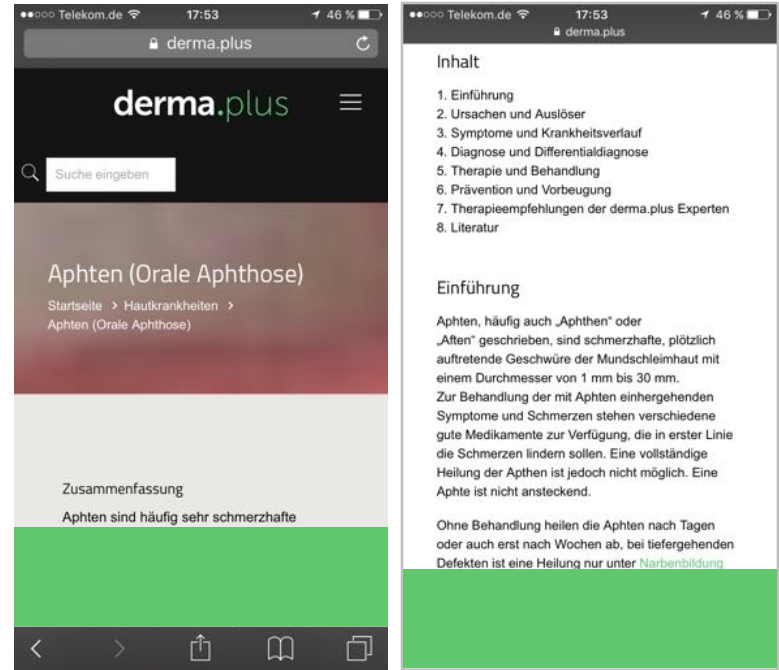 Telekom.de 17:53 46 %
derma.plus
derma.plus
Suche eingeben
Aphten (Orale Aphthose)
Startseite > Hautkrankheiten >
Aphten (Orale Aphthose)
Zusammenfassung
Aphten sind häufig sehr schmerzhafte
Telekom.de 17:53 46 %
derma.plus
Inhalt
1. Einführung
2. Ursachen und Auslöser
3. Symptome und Krankheitsverlauf
4. Diagnose und Differentialdiagnose
5. Therapie und Behandlung
6. Prävention und Vorbeugung
7. Therapieempfehlungen der derma.plus Experten
8. Literatur
Einführung
Aphten, häufig auch „Aphthen“ oder
„Aften“ geschrieben, sind schmerzhafte, plötzlich
auftretende Geschwüre der Mundschleimhaut mit
einem Durchmesser von 1 mm bis 30 mm.
Zur Behandlung der mit Aphten einhergehenden
Symptome und Schmerzen stehen verschiedene
gute Medikamente zur Verfügung, die in erster Linie
die Schmerzen lindern sollen. Eine vollständige
Heilung der Apthen ist jedoch nicht möglich. Eine
Aphte ist nicht ansteckend.
Ohne Behandlung heilen die Aphten nach Tagen
oder auch erst nach Wochen ab, bei tiefergehenden
Defekten ist eine Heilung nur unter Narbenbildung